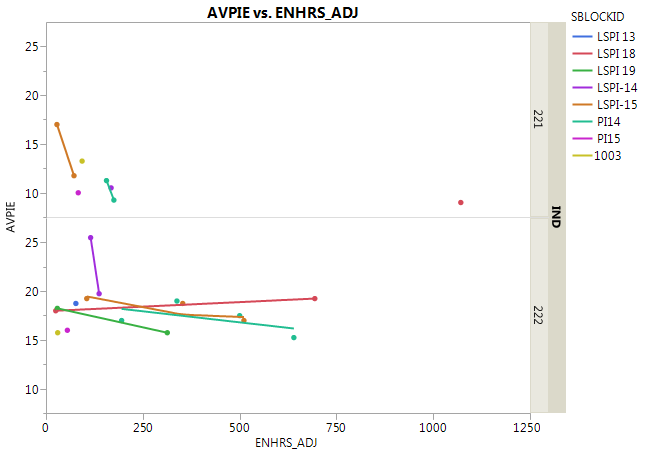 AVPIE vs. ENHRS_ADJ
SBLOCKID
LSPI 13
LSPI 18
LSPI 19
LSPI-14
LSPI-15
PI14
PI15
1003
AVPIE
25
20
15
10
221
25
20
15
10
222
IND
0
250
500
750
1000
1250
ENHRS_ADJ